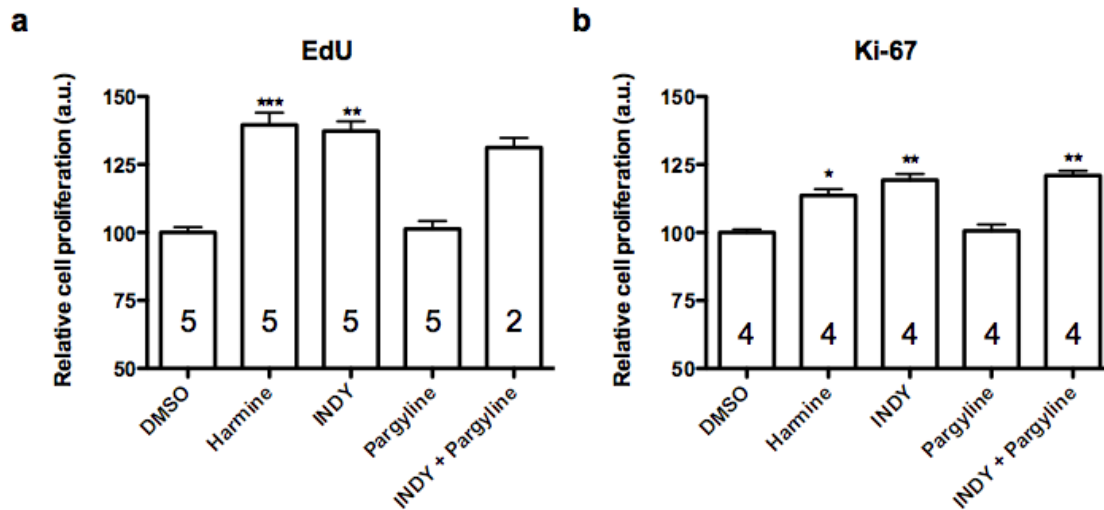 a
EdU
Relative cell proliferation (a.u.)
150
125
100
75
50
***
**
5
5
5
5
2
DMSO
Harmine
INDY
Pargyline
INDY + Pargyline
b
Ki-67
Relative cell proliferation (a.u.)
150
125
100
75
50
*
**
**
4
4
4
4
4
DMSO
Harmine
INDY
Pargyline
INDY + Pargyline